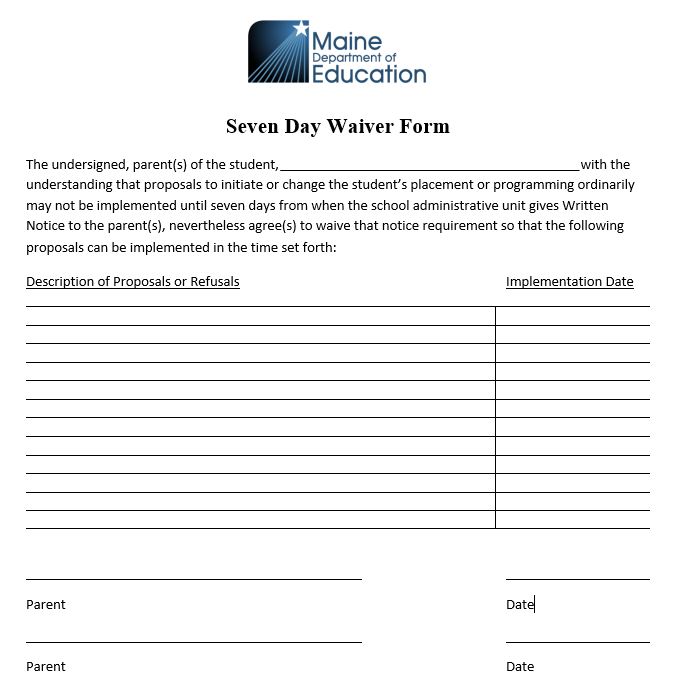 Maine
Department of
Education
Seven Day Waiver Form
The undersigned, parent(s) of the student,________________________________________with the
understanding that proposals to initiate or change the student’s placement or programming ordinarily
may not be implemented until seven days from when the school administrative unit gives Written
Notice to the parent(s), nevertheless agree(s) to waive that notice requirement so that the following
proposals can be implemented in the time set forth:
Description of Proposals or Refusals Implementation Date
Parent Date
Parent Date